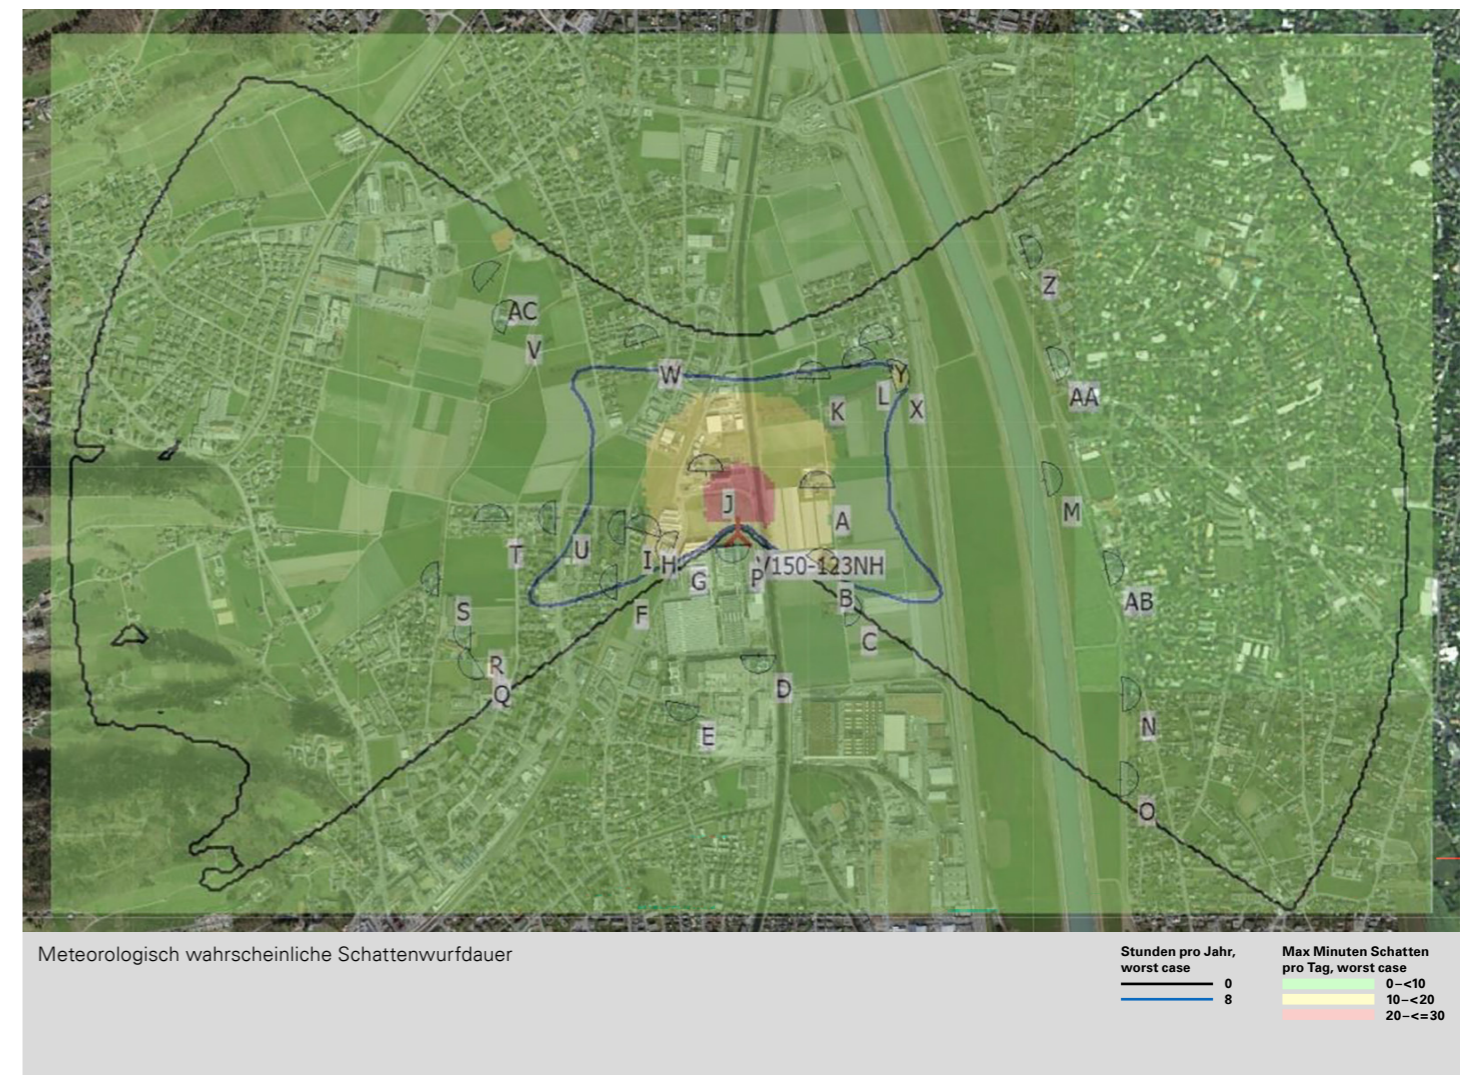 Z
AC
V
W
Y
L
AA
K
X
J
A
M
T
U
I
H
V150-123NH
G
P
B
AB
S
F
C
R
Q
D
N
E
O
Meteorologisch wahrscheinliche Schattenwurfdauer
Stunden pro Jahr,
worst case
0
8
Max Minuten Schatten
pro Tag, worst case
0–<10
10–<20
20–<=30